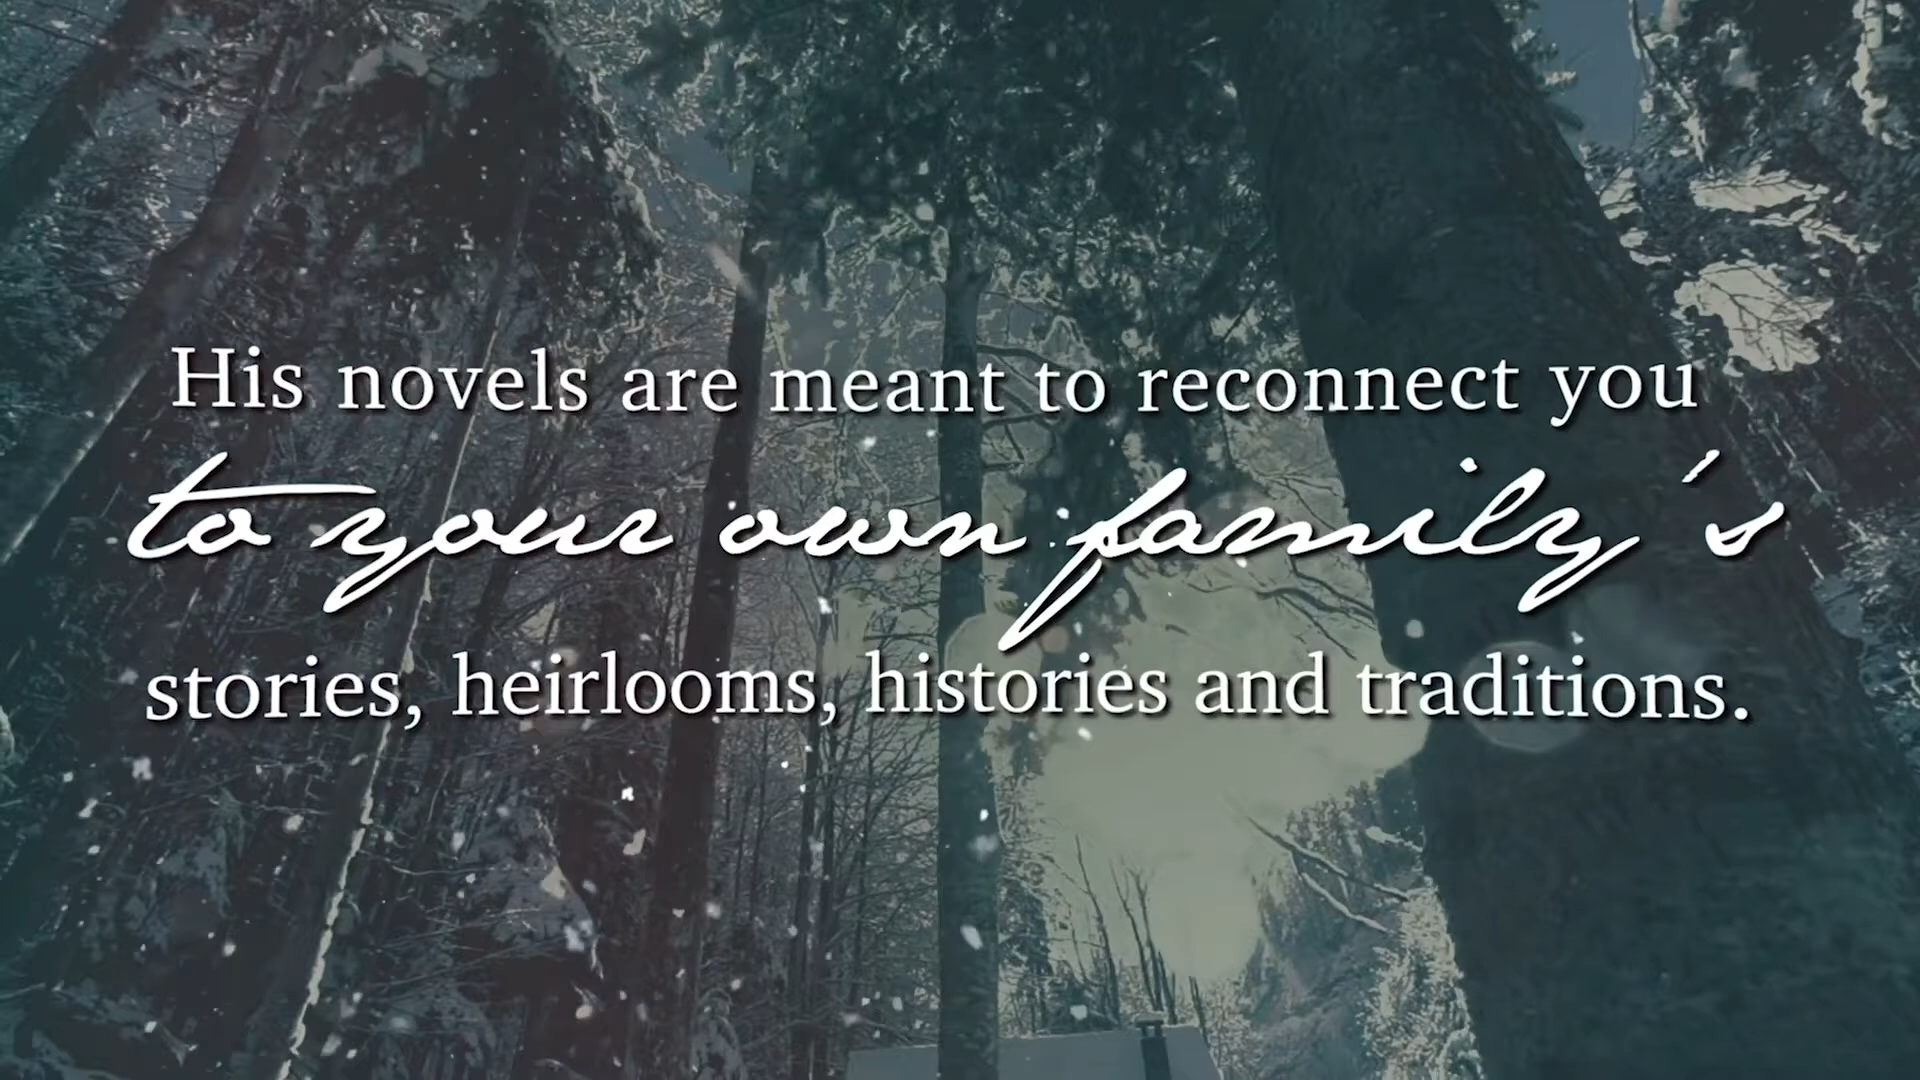 His novels are meant to reconnect you
to your own family's
stories, heirlooms, histories and traditions.